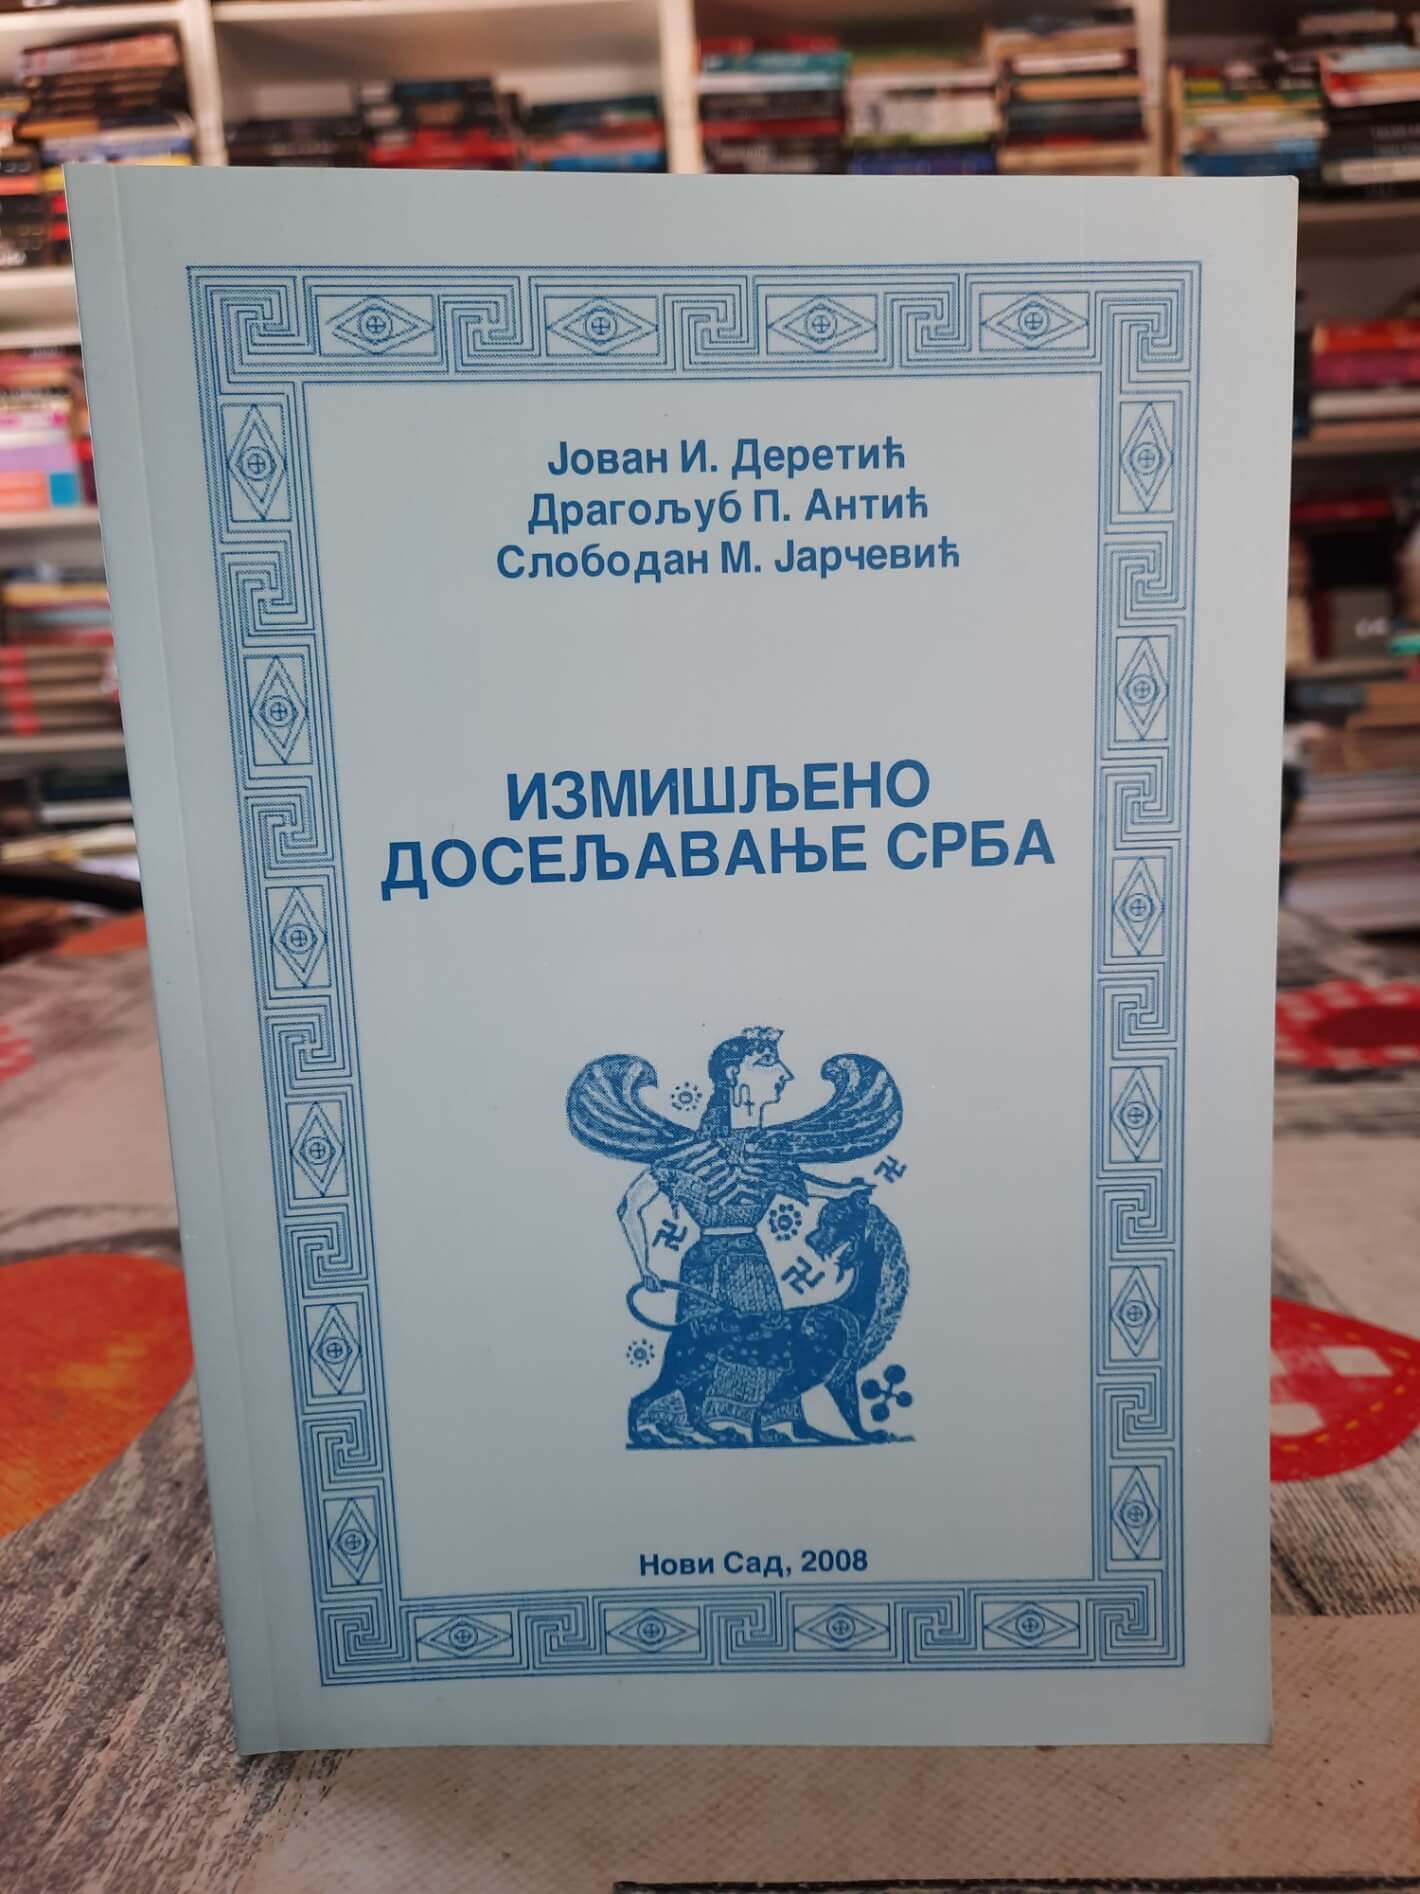 Јован И. Деретић
Драгољуб П. Антић
Слободан М. Јарчевић
ИЗМИШЉЕНО
ДОСЕЉАВАЊЕ СРБА
Нови Сад, 2008